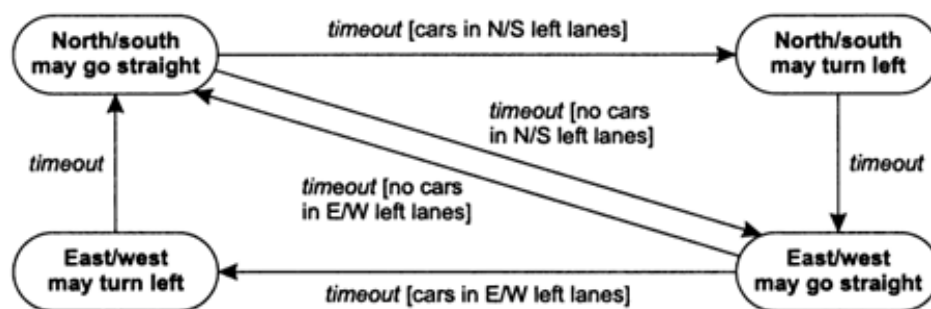 timeout [cars in N/S left lanes]
North/south
may go straight
North/south
may turn left
timeout [no cars
in N/S left lanes]
timeout
timeout
timeout [no cars
in E/W left lanes]
East/west
may turn left
East/west
may go straight
timeout [cars in E/W left lanes]